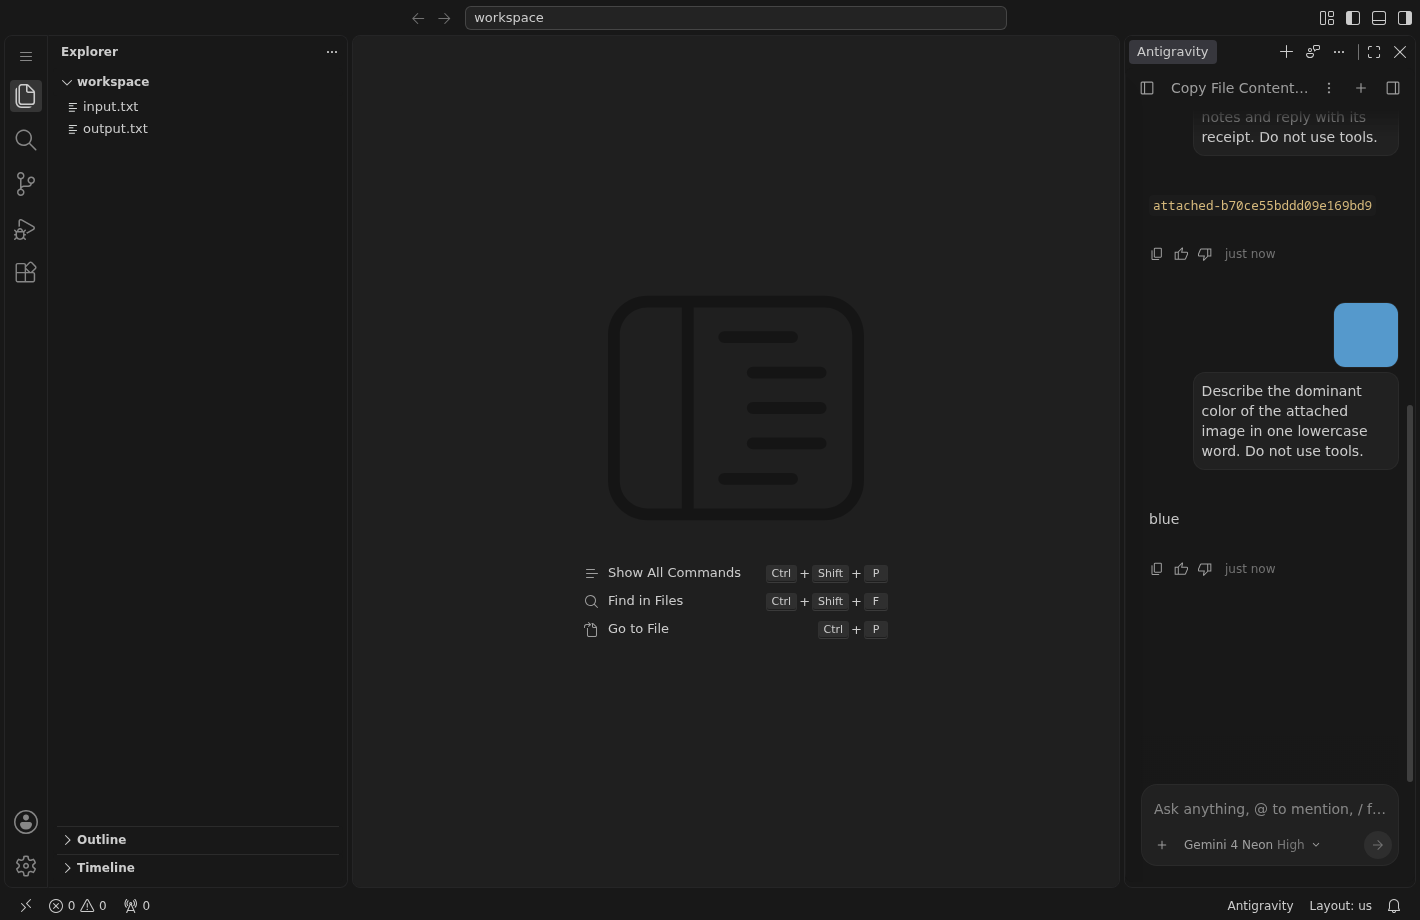 workspace
Explorer
workspace
input.txt
output.txt
Outline
Timeline
Show All Commands Ctrl + Shift + P
Find in Files Ctrl + Shift + F
Go to File Ctrl + P
Antigravity
Copy File Content...
notes and reply with its
receipt. Do not use tools.
attached-b70ce55bddd09e169bd9
just now
Describe the dominant
color of the attached
image in one lowercase
word. Do not use tools.
blue
just now
Ask anything, @ to mention, / f...
Gemini 4 Neon High
0 0 0
Antigravity Layout: us